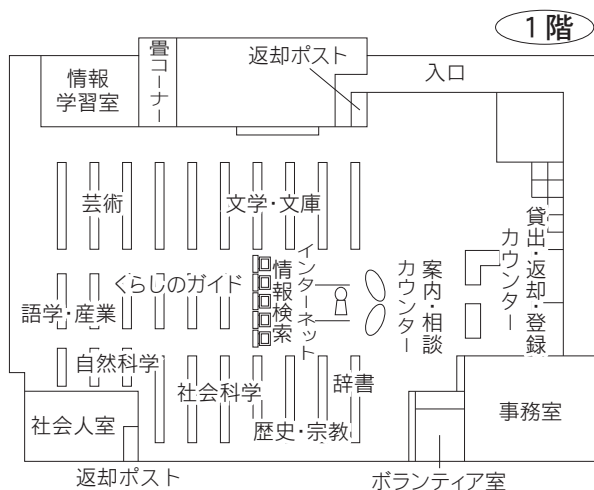 1階
畳コーナー
返却ポスト
入口
情報
学習室
芸術
文学・文庫
貸出・返却・登録
カウンター
案内・相談
カウンター
インターネット
情報検索
くらしのガイド
語学・産業
自然科学
社会科学
辞書
社会人室
歴史・宗教
事務室
返却ポスト
ボランティア室